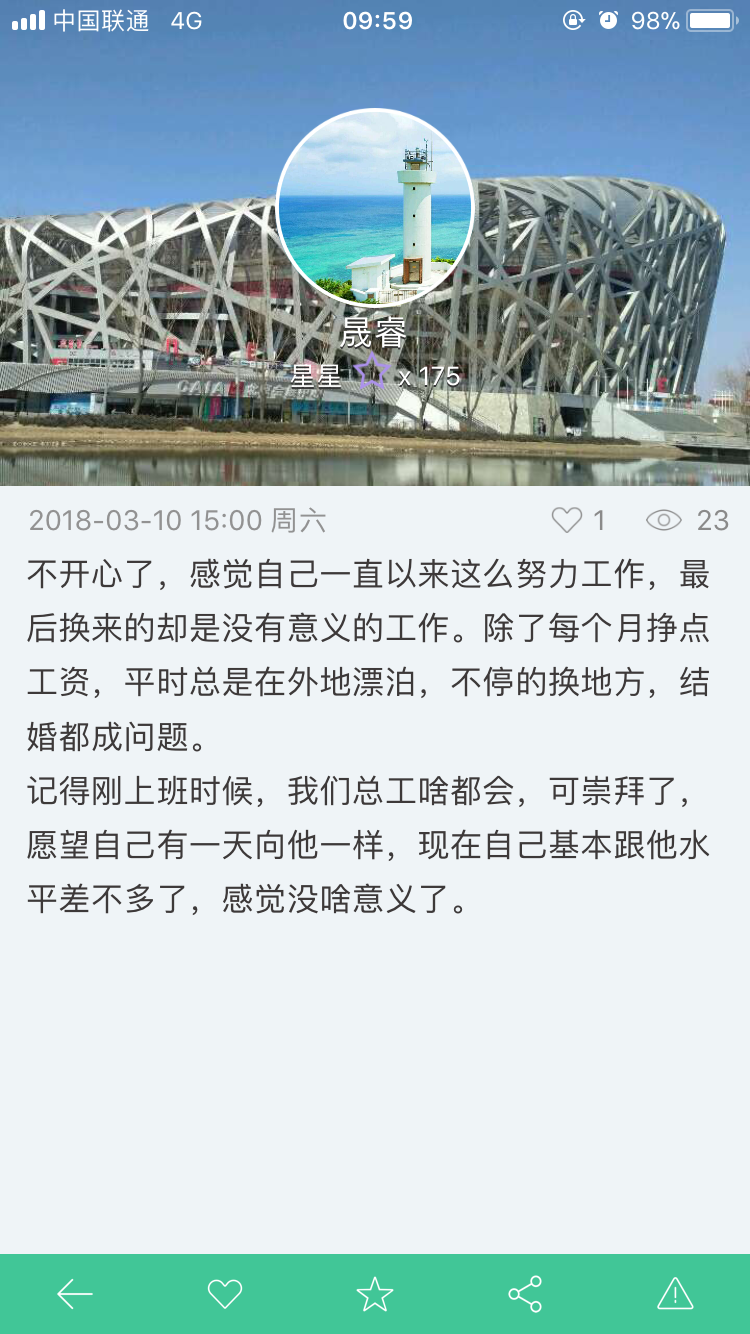 中国联通 4G 09:59 98%
晟睿
星星 x 175
2018-03-10 15:00 周六 1 23
不开心了，感觉自己一直以来这么努力工作，最
后换来的却是没有意义的工作。除了每个月挣点
工资，平时总是在外地漂泊，不停的换地方，结
婚都成问题。
记得刚上班时候，我们总工啥都会，可崇拜了，
愿望自己有一天向他一样，现在自己基本跟他水
平差不多了，感觉没啥意义了。